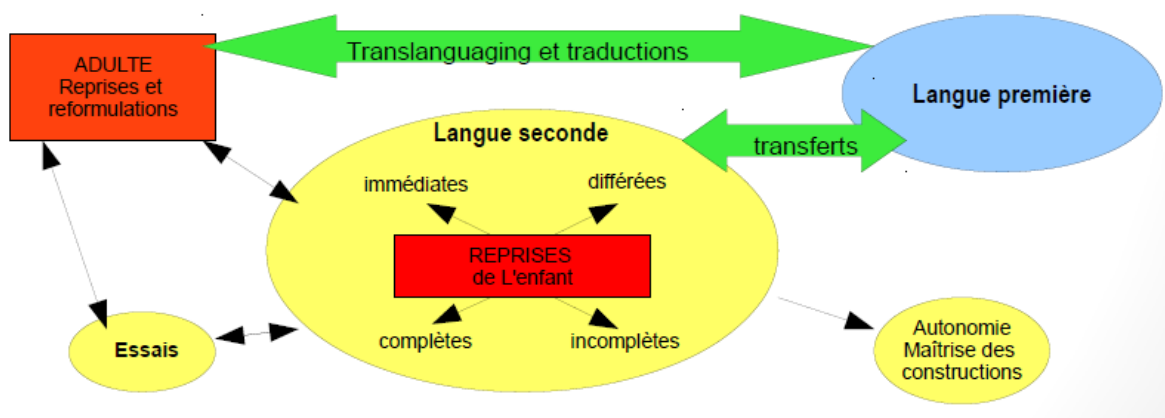 ADULTE
Reprises et
reformulations
Translanguaging et traductions
Langue première
Langue seconde
transferts
immédiates
différées
REPRISES
de L'enfant
complètes
incomplètes
Essais
Autonomie
Maîtrise des
constructions